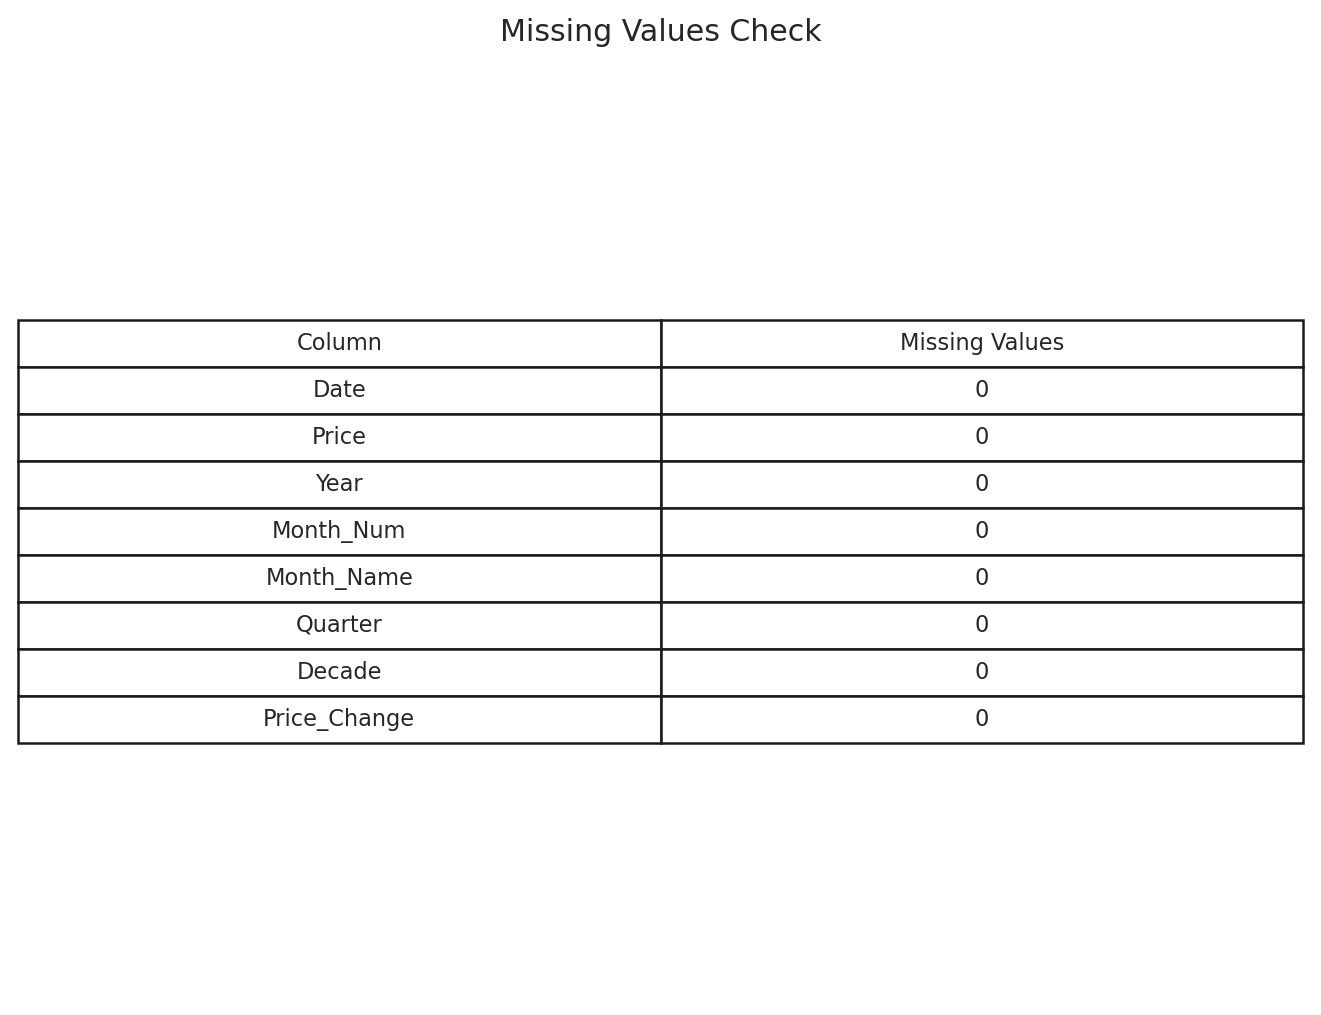 Missing Values Check
Column Missing Values
Date 0
Price 0
Year 0
Month_Num 0
Month_Name 0
Quarter 0
Decade 0
Price_Change 0